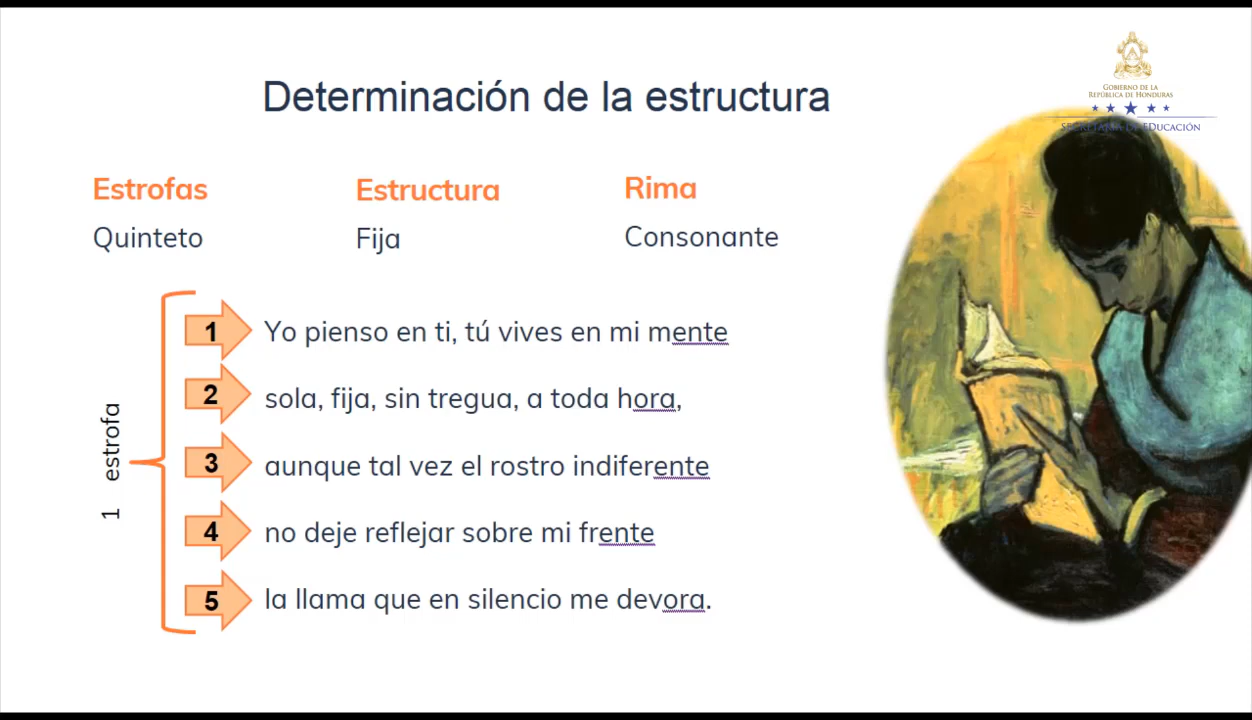 Determinación de la estructura
GOBIERNO DE LA
REPÚBLICA DE HONDURAS
SECRETARÍA DE EDUCACIÓN
Estrofas
Estructura
Rima
Quinteto
Fija
Consonante
1 estrofa
1 Yo pienso en ti, tú vives en mi mente
2 sola, fija, sin tregua, a toda hora,
3 aunque tal vez el rostro indiferente
4 no deje reflejar sobre mi frente
5 la llama que en silencio me devora.